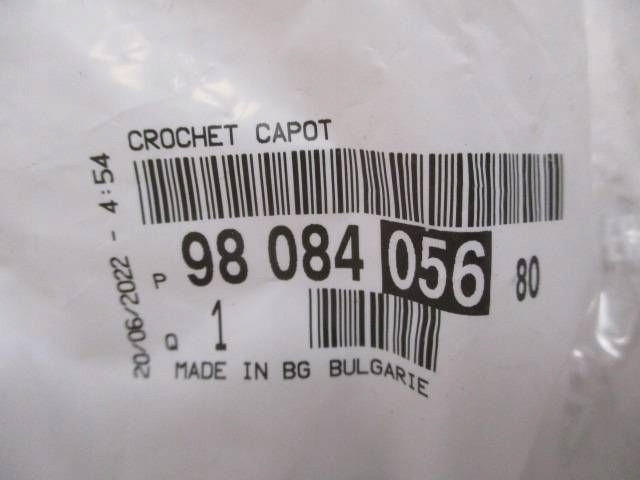 CROCHET CAPOT
P 98 084 056 80
Q 1
MADE IN BG BULGARIE
20/06/2022 - 4:54